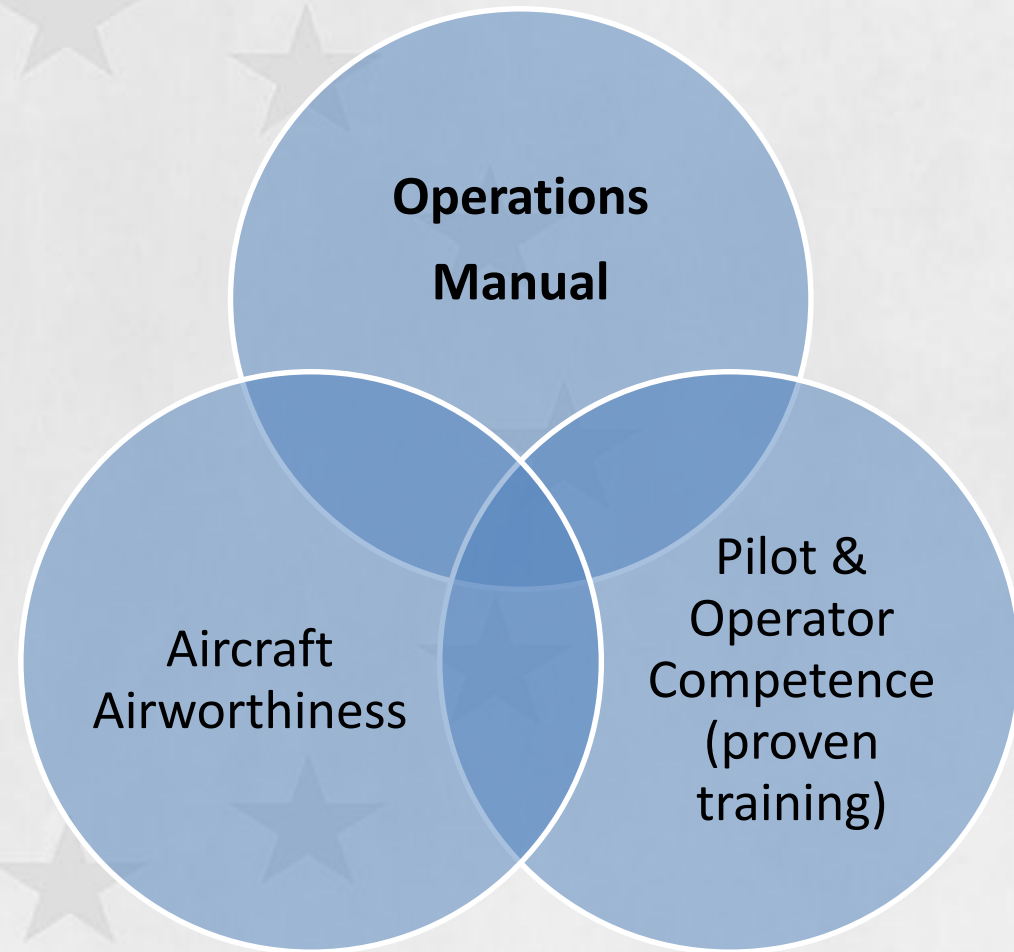 Operations
Manual
Aircraft
Airworthiness
Pilot &
Operator
Competence
(proven
training)